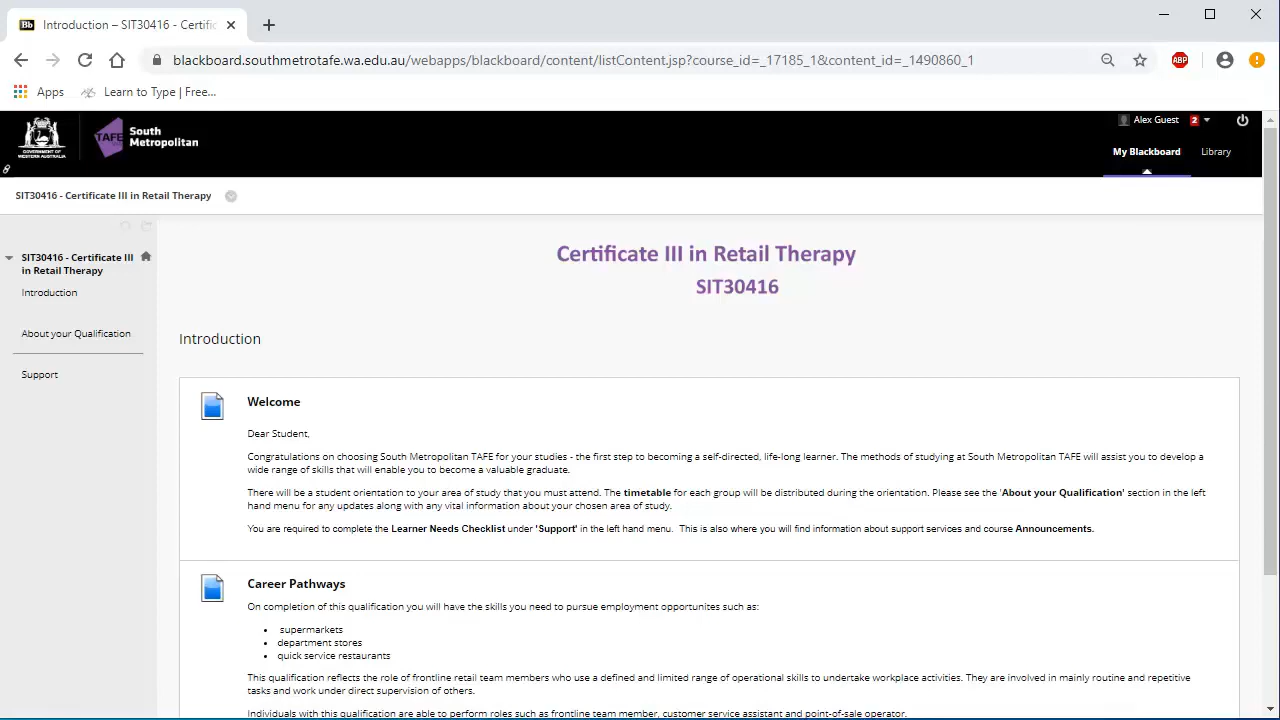 Bb Introduction – SIT30416 - Certific
blackboard.southmetrotafe.wa.edu.au/webapps/blackboard/content/listContent.jsp?course_id=_17185_1&content_id=_1490860_1
ABP
Apps Learn to Type | Free...
GOVERNMENT OF
WESTERN AUSTRALIA
TAFE South
Metropolitan
Alex Guest 2
My Blackboard Library
SIT30416 - Certificate III in Retail Therapy
SIT30416 - Certificate III
in Retail Therapy
Introduction
About your Qualification
Support
Certificate III in Retail Therapy
SIT30416
Introduction
Welcome
Dear Student,
Congratulations on choosing South Metropolitan TAFE for your studies - the first step to becoming a self-directed, life-long learner. The methods of studying at South Metropolitan TAFE will assist you to develop a
wide range of skills that will enable you to become a valuable graduate.
There will be a student orientation to your area of study that you must attend. The timetable for each group will be distributed during the orientation. Please see the 'About your Qualification' section in the left
hand menu for any updates along with any vital information about your chosen area of study.
You are required to complete the Learner Needs Checklist under 'Support' in the left hand menu. This is also where you will find information about support services and course Announcements.
Career Pathways
On completion of this qualification you will have the skills you need to pursue employment opportunites such as:
• supermarkets
• department stores
• quick service restaurants
This qualification reflects the role of frontline retail team members who use a defined and limited range of operational skills to undertake workplace activities. They are involved in mainly routine and repetitive
tasks and work under direct supervision of others.
Individuals with this qualification are able to perform roles such as frontline team member, customer service assistant and point-of-sale operator.